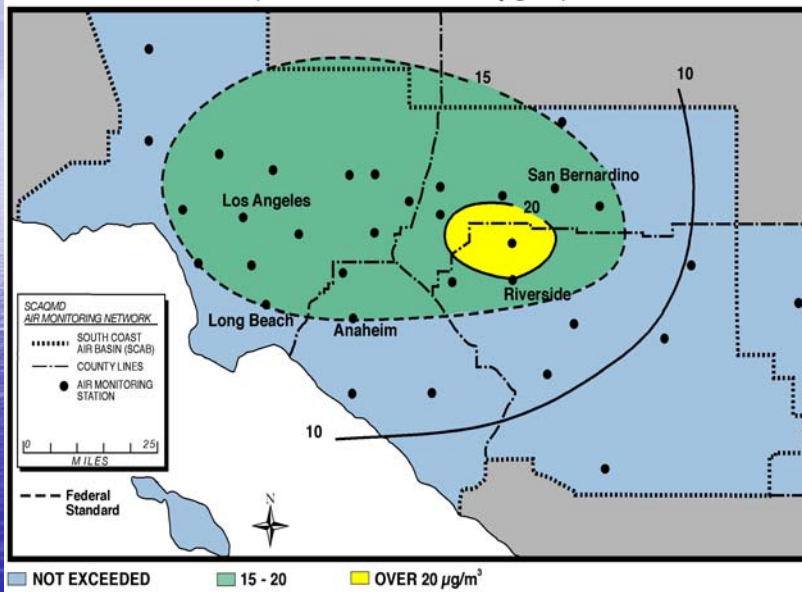 10
15
San Bernardino
Los Angeles
20
Riverside
Long Beach
Anaheim
10
SCAQMD
AIR MONITORING NETWORK
SOUTH COAST
AIR BASIN (SCAB)
COUNTY LINES
AIR MONITORING
STATION
0 25
MILES
Federal
Standard
N
NOT EXCEEDED
15 - 20
OVER 20 µg/m³